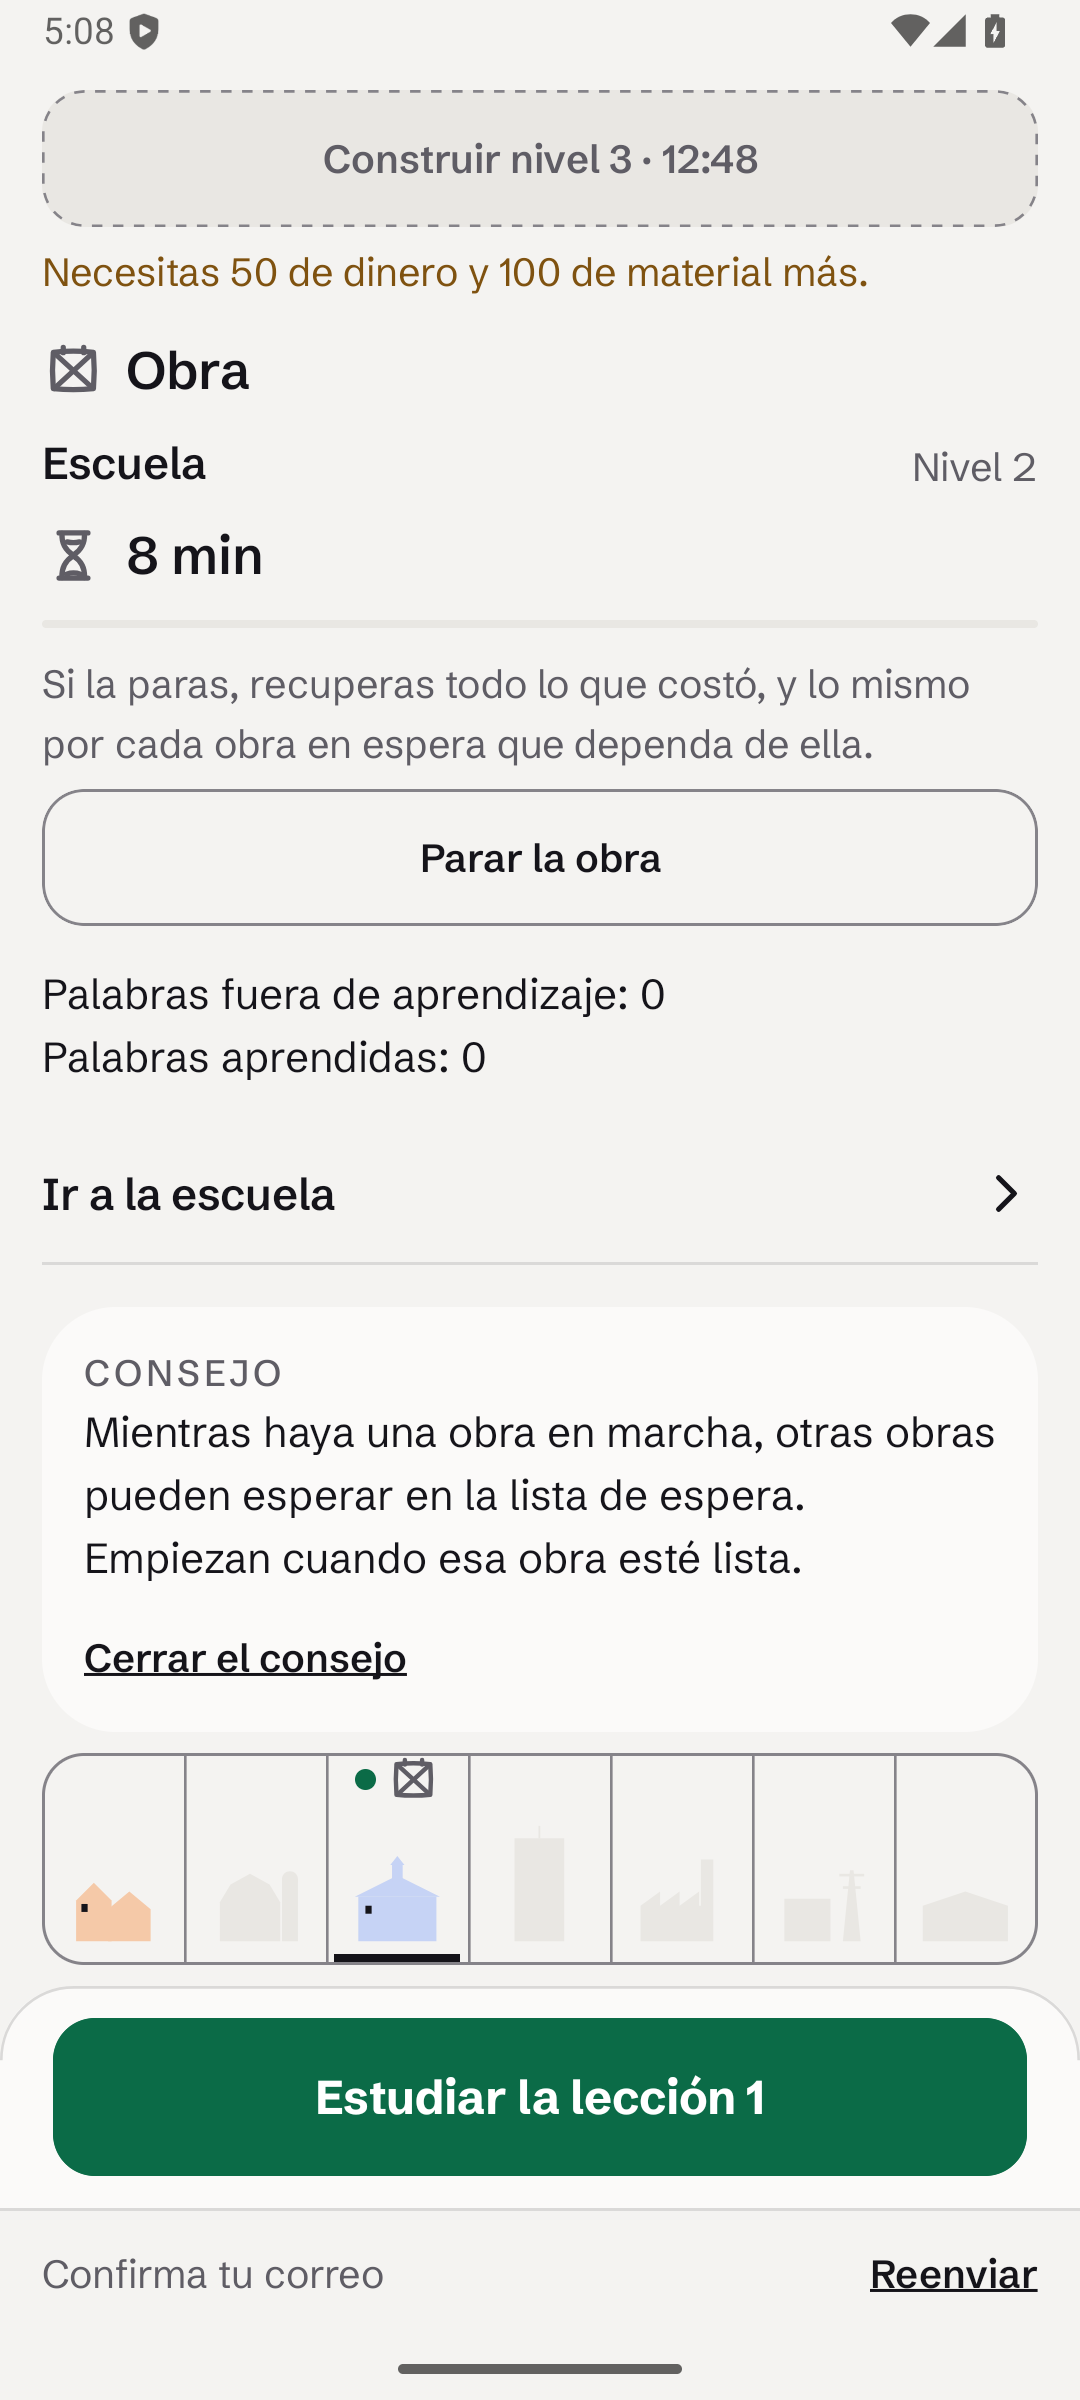 5:08
Construir nivel 3 · 12:48
Necesitas 50 de dinero y 100 de material más.
Obra
Escuela
Nivel 2
8 min
Si la paras, recuperas todo lo que costó, y lo mismo
por cada obra en espera que dependa de ella.
Parar la obra
Palabras fuera de aprendizaje: 0
Palabras aprendidas: 0
Ir a la escuela
CONSEJO
Mientras haya una obra en marcha, otras obras
pueden esperar en la lista de espera.
Empiezan cuando esa obra esté lista.
Cerrar el consejo
Estudiar la lección 1
Confirma tu correo
Reenviar